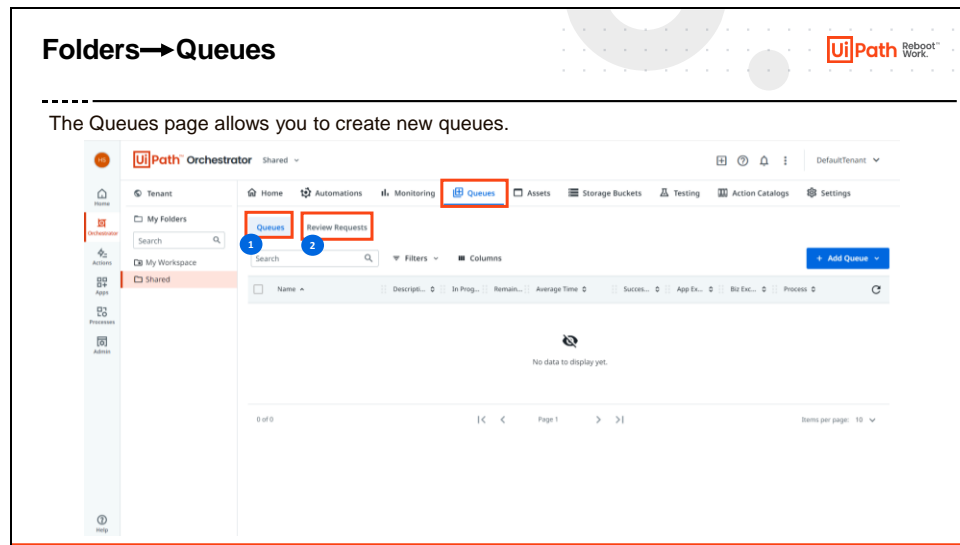 Folders→Queues
UiPath Reboot Work.™
The Queues page allows you to create new queues.
HS
UiPath™ Orchestrator Shared
DefaultTenant
Home
Orchestrator
Actions
Apps
Processes
Admin
Help
Tenant
My Folders
Search
My Workspace
Shared
Home Automations Monitoring Queues Assets Storage Buckets Testing Action Catalogs Settings
Queues Review Requests
1 2
Search Filters Columns + Add Queue
Name Descripti... In Prog... Remain... Average Time Succes... App Ex... Biz Exc... Process
No data to display yet.
0 of 0 Page 1 Items per page: 10